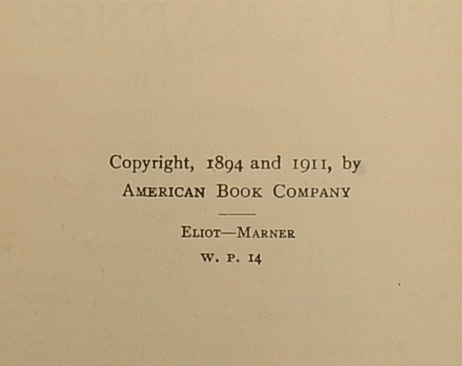 Copyright, 1894 and 1911, by
AMERICAN BOOK COMPANY
ELIOT—MARNER
W. P. 14